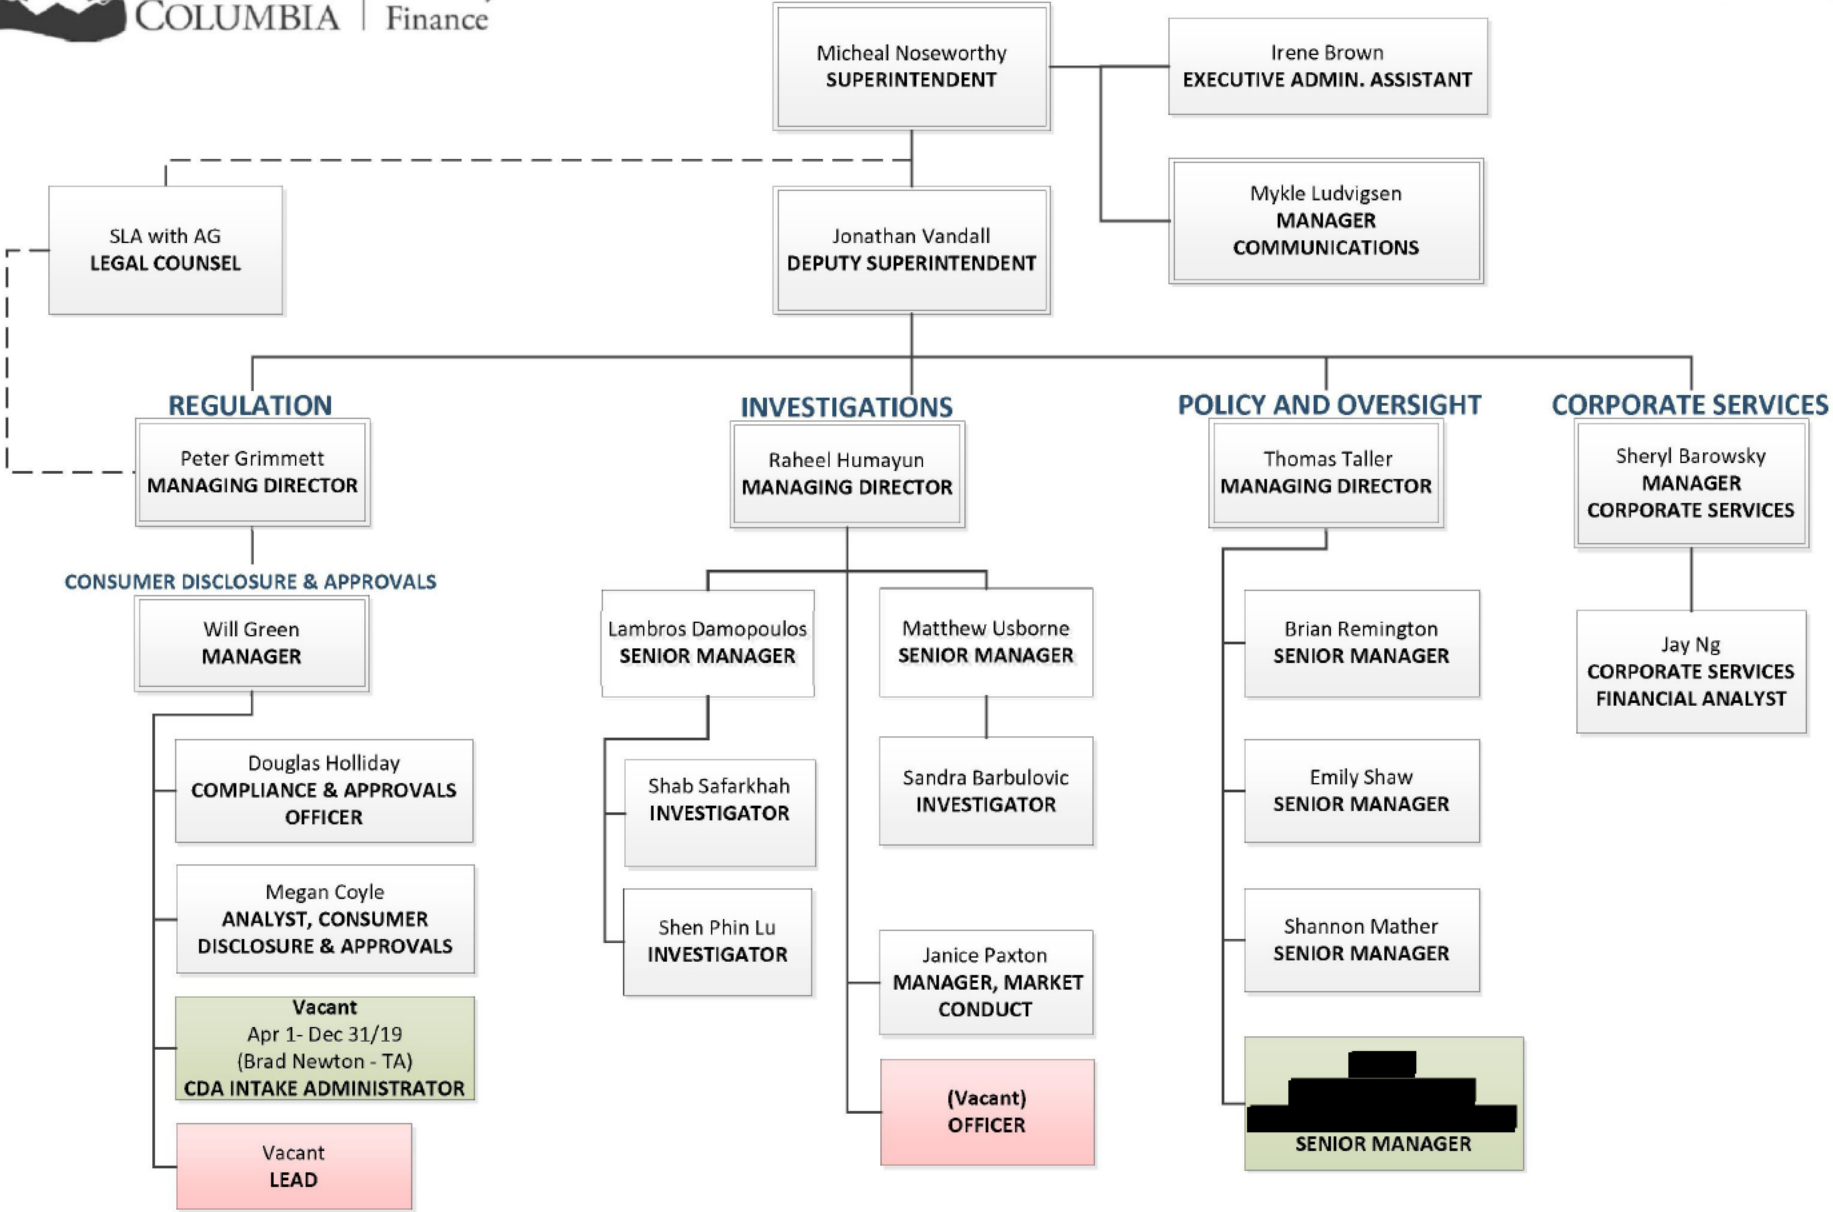 COLUMBIA | Finance
Micheal Noseworthy
SUPERINTENDENT
Irene Brown
EXECUTIVE ADMIN. ASSISTANT
Mykle Ludvigsen
MANAGER
COMMUNICATIONS
SLA with AG
LEGAL COUNSEL
Jonathan Vandall
DEPUTY SUPERINTENDENT
REGULATION
Peter Grimmett
MANAGING DIRECTOR
CONSUMER DISCLOSURE & APPROVALS
Will Green
MANAGER
Douglas Holliday
COMPLIANCE & APPROVALS
OFFICER
Megan Coyle
ANALYST, CONSUMER
DISCLOSURE & APPROVALS
Vacant
Apr 1- Dec 31/19
(Brad Newton - TA)
CDA INTAKE ADMINISTRATOR
Vacant
LEAD
INVESTIGATIONS
Raheel Humayun
MANAGING DIRECTOR
Lambros Damopoulos
SENIOR MANAGER
Shab Safarkhah
INVESTIGATOR
Shen Phin Lu
INVESTIGATOR
Matthew Usborne
SENIOR MANAGER
Sandra Barbulovic
INVESTIGATOR
Janice Paxton
MANAGER, MARKET
CONDUCT
(Vacant)
OFFICER
POLICY AND OVERSIGHT
Thomas Taller
MANAGING DIRECTOR
Brian Remington
SENIOR MANAGER
Emily Shaw
SENIOR MANAGER
Shannon Mather
SENIOR MANAGER
SENIOR MANAGER
CORPORATE SERVICES
Sheryl Barowsky
MANAGER
CORPORATE SERVICES
Jay Ng
CORPORATE SERVICES
FINANCIAL ANALYST